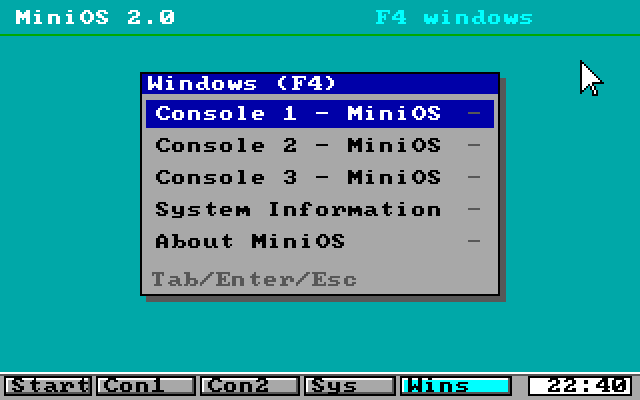 MiniOS 2.0 F4 windows
Windows (F4)
Console 1 - MiniOS -
Console 2 - MiniOS -
Console 3 - MiniOS -
System Information -
About MiniOS -
Tab/Enter/Esc
Start Con1 Con2 Sys Wins 22:40